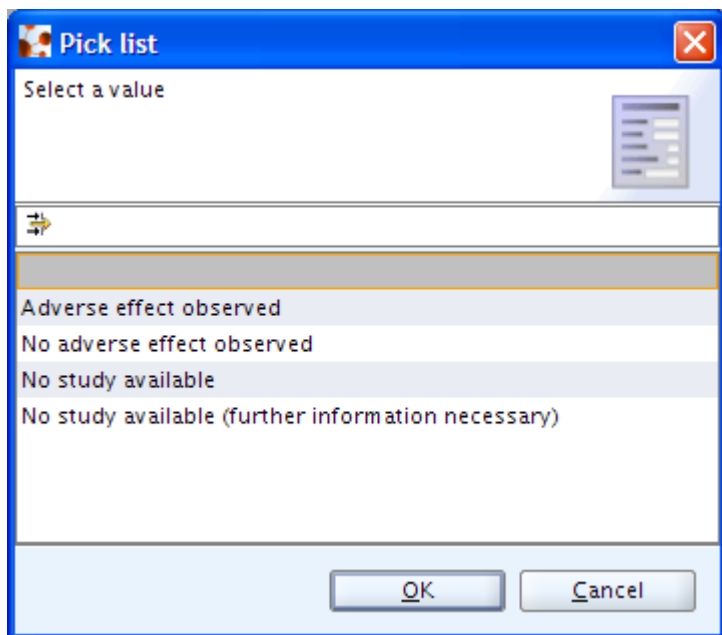 Pick list
Select a value
Adverse effect observed
No adverse effect observed
No study available
No study available (further information necessary)
OK
Cancel